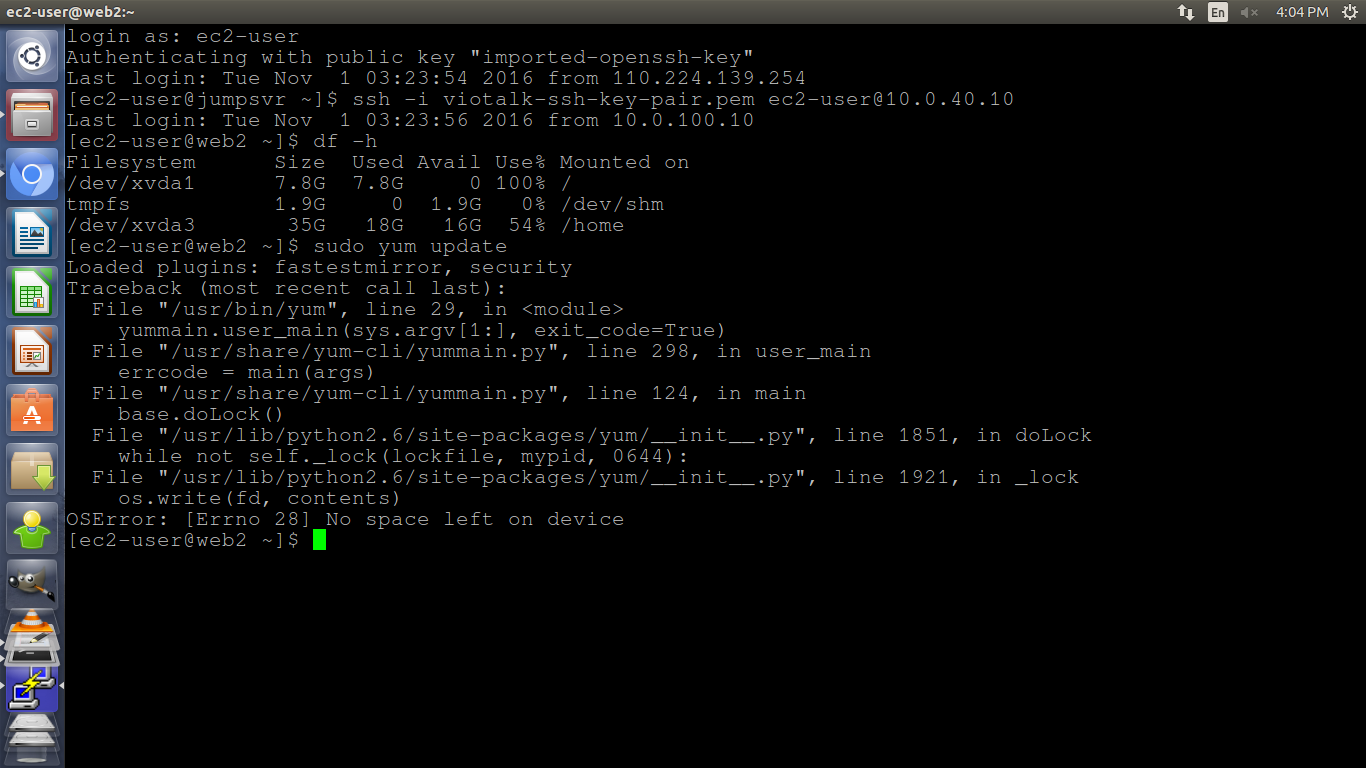 ec2-user@web2:~
En
4:04 PM
login as: ec2-user
Authenticating with public key "imported-openssh-key"
Last login: Tue Nov  1 03:23:54 2016 from 110.224.139.254
[ec2-user@jumpsvr ~]$ ssh -i viotalk-ssh-key-pair.pem ec2-user@10.0.40.10
Last login: Tue Nov  1 03:23:56 2016 from 10.0.100.10
[ec2-user@web2 ~]$ df -h
Filesystem      Size  Used Avail Use% Mounted on
/dev/xvda1      7.8G  7.8G     0 100% /
tmpfs           1.9G     0  1.9G   0% /dev/shm
/dev/xvda3       35G   18G   16G  54% /home
[ec2-user@web2 ~]$ sudo yum update
Loaded plugins: fastestmirror, security
Traceback (most recent call last):
  File "/usr/bin/yum", line 29, in <module>
    yummain.user_main(sys.argv[1:], exit_code=True)
  File "/usr/share/yum-cli/yummain.py", line 298, in user_main
    errcode = main(args)
  File "/usr/share/yum-cli/yummain.py", line 124, in main
    base.doLock()
  File "/usr/lib/python2.6/site-packages/yum/__init__.py", line 1851, in doLock
    while not self._lock(lockfile, mypid, 0644):
  File "/usr/lib/python2.6/site-packages/yum/__init__.py", line 1921, in _lock
    os.write(fd, contents)
OSError: [Errno 28] No space left on device
[ec2-user@web2 ~]$